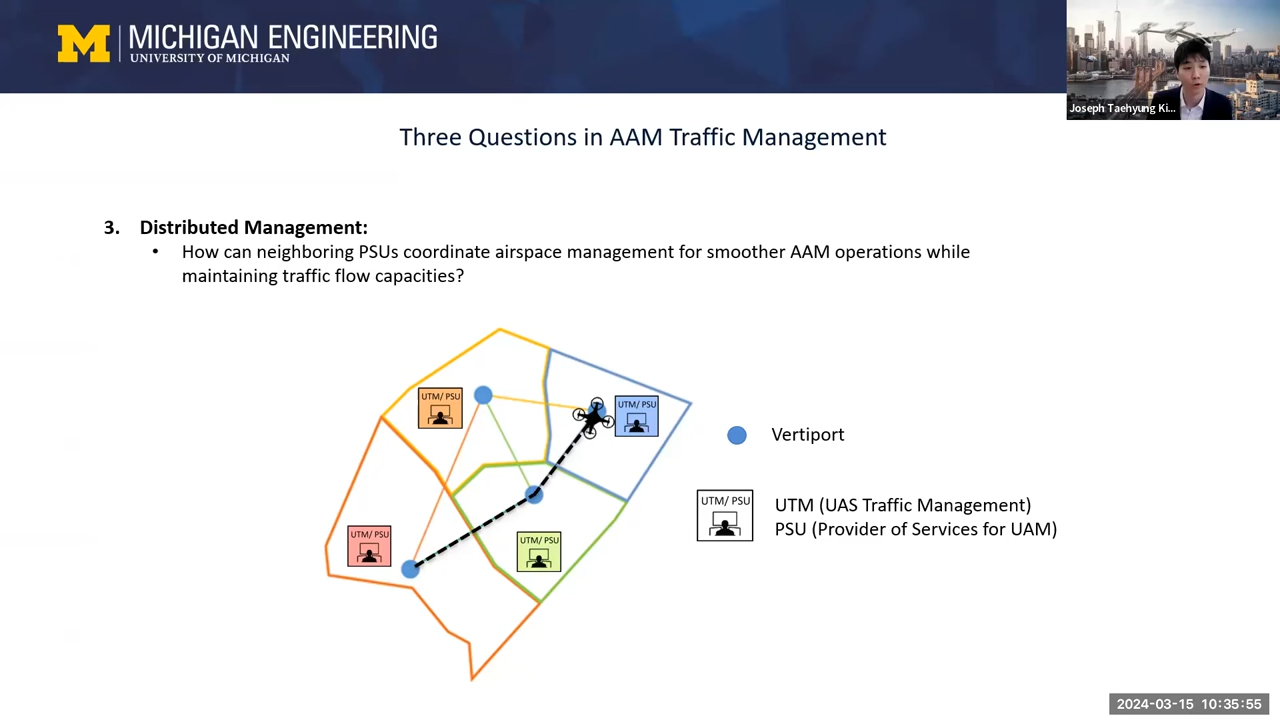 M MICHIGAN ENGINEERING
UNIVERSITY OF MICHIGAN
Joseph Taehyung Ki...
Three Questions in AAM Traffic Management
3. Distributed Management:
• How can neighboring PSUs coordinate airspace management for smoother AAM operations while
maintaining traffic flow capacities?
UTM/ PSU
UTM/ PSU
Vertiport
UTM/ PSU
UTM (UAS Traffic Management)
PSU (Provider of Services for UAM)
UTM/ PSU
UTM/ PSU
2024-03-15 10:35:55